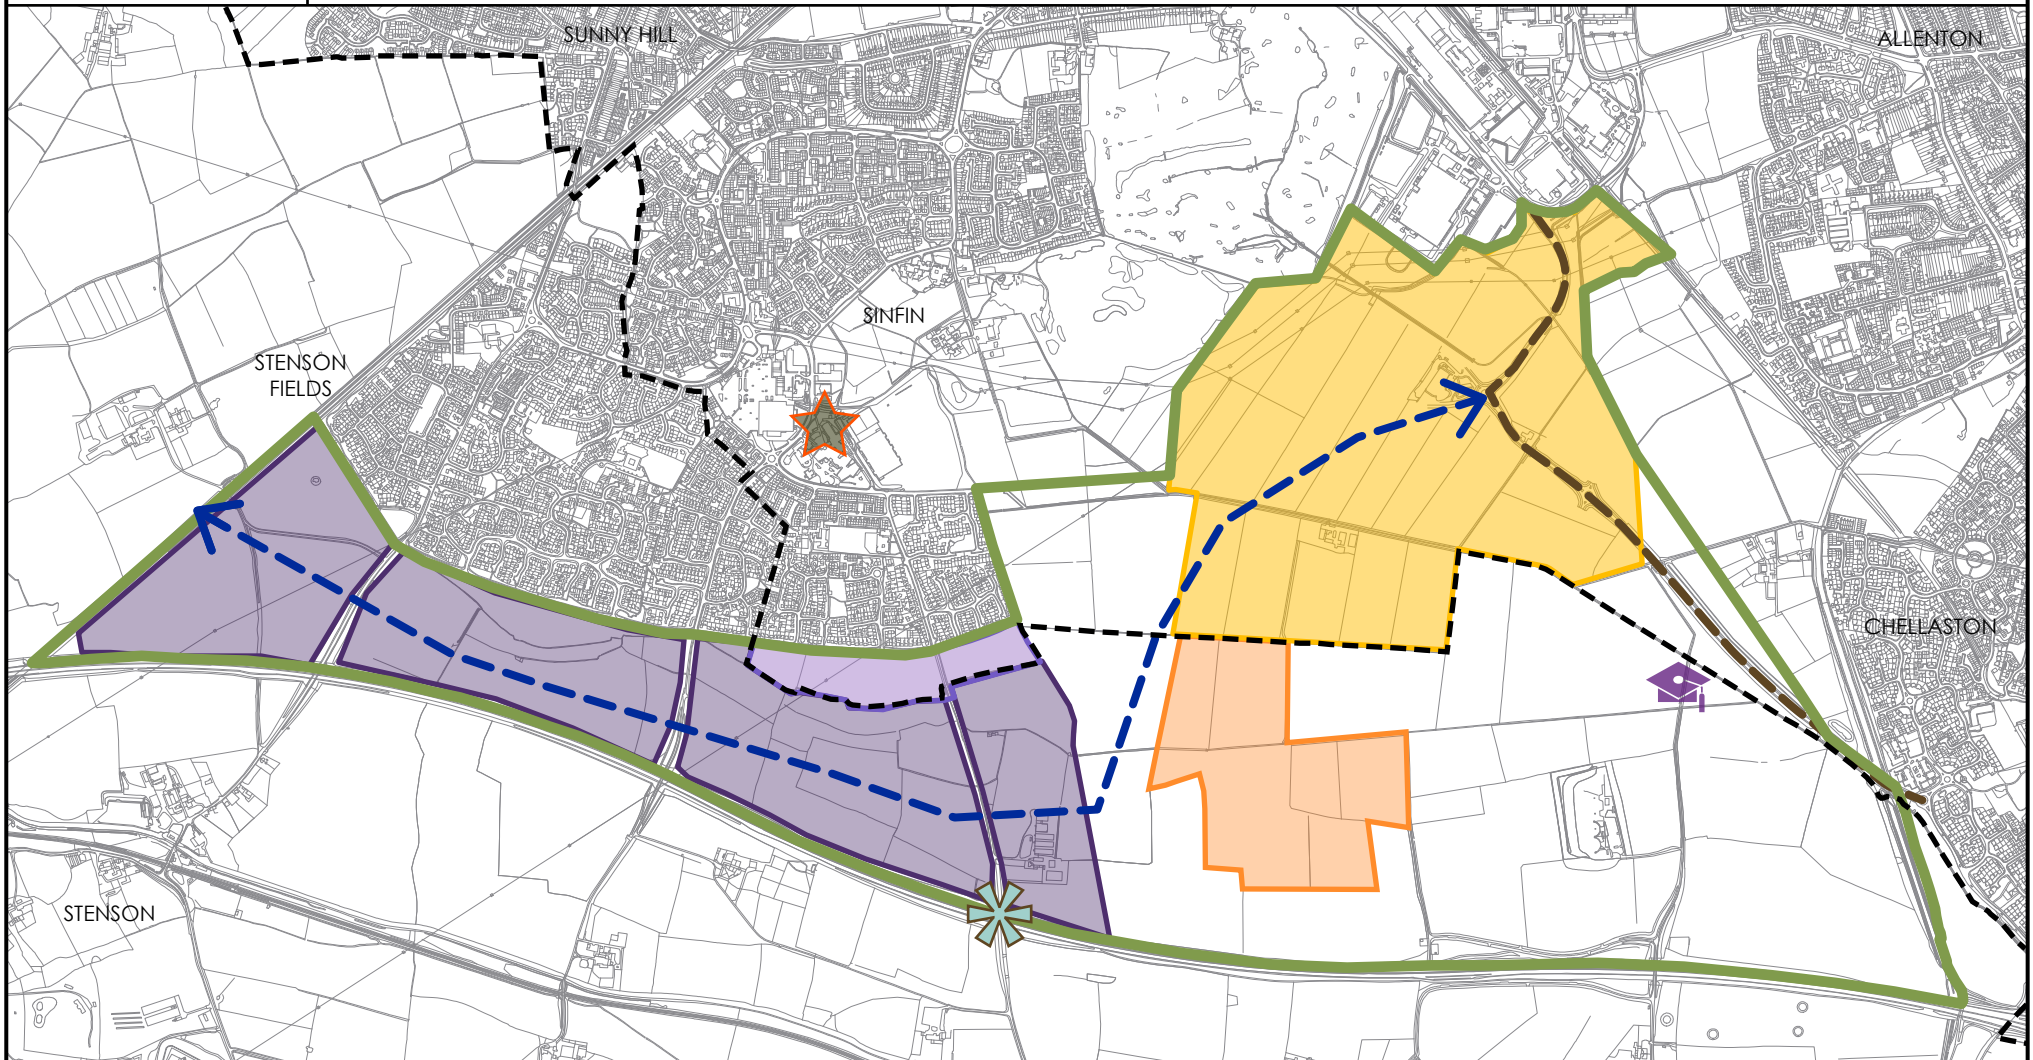 SUNNY HILL
ALLENTON
SINFIN
STENSON
FIELDS
CHELLASTON
STENSON